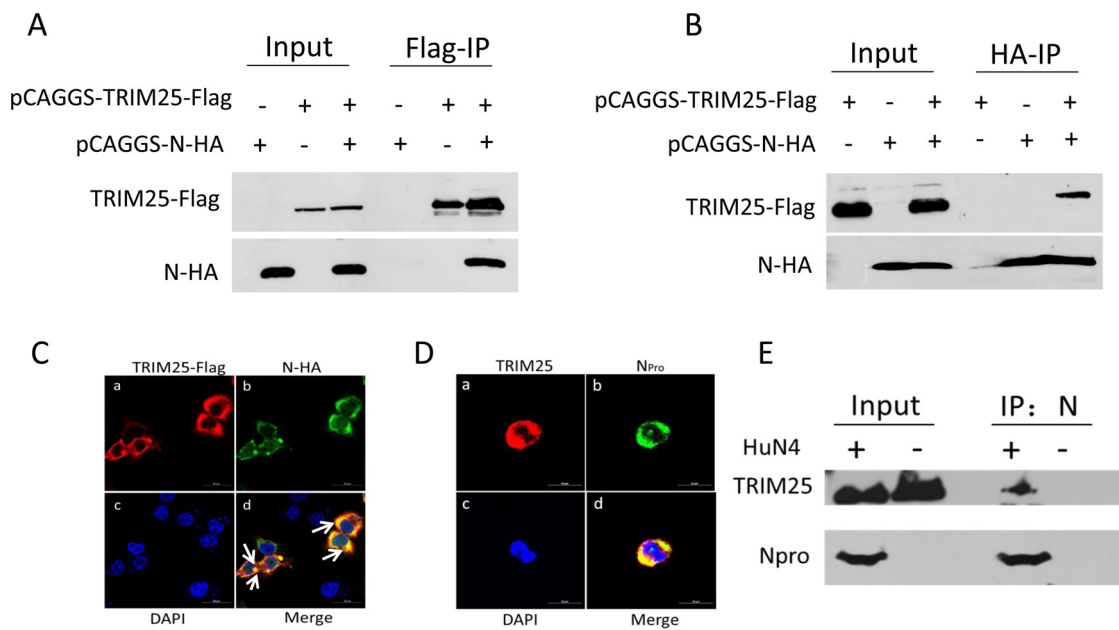 A
Input Flag-IP
pCAGGS-TRIM25-Flag - + + - + +
pCAGGS-N-HA + - + + - +
TRIM25-Flag
N-HA
B
Input HA-IP
pCAGGS-TRIM25-Flag + - + + - +
pCAGGS-N-HA - + + - + +
TRIM25-Flag
N-HA
C
TRIM25-Flag N-HA
a b
c d
DAPI Merge
D
TRIM25 NPro
a b
c d
DAPI Merge
E
Input IP: N
HuN4 + - + -
TRIM25
Npro